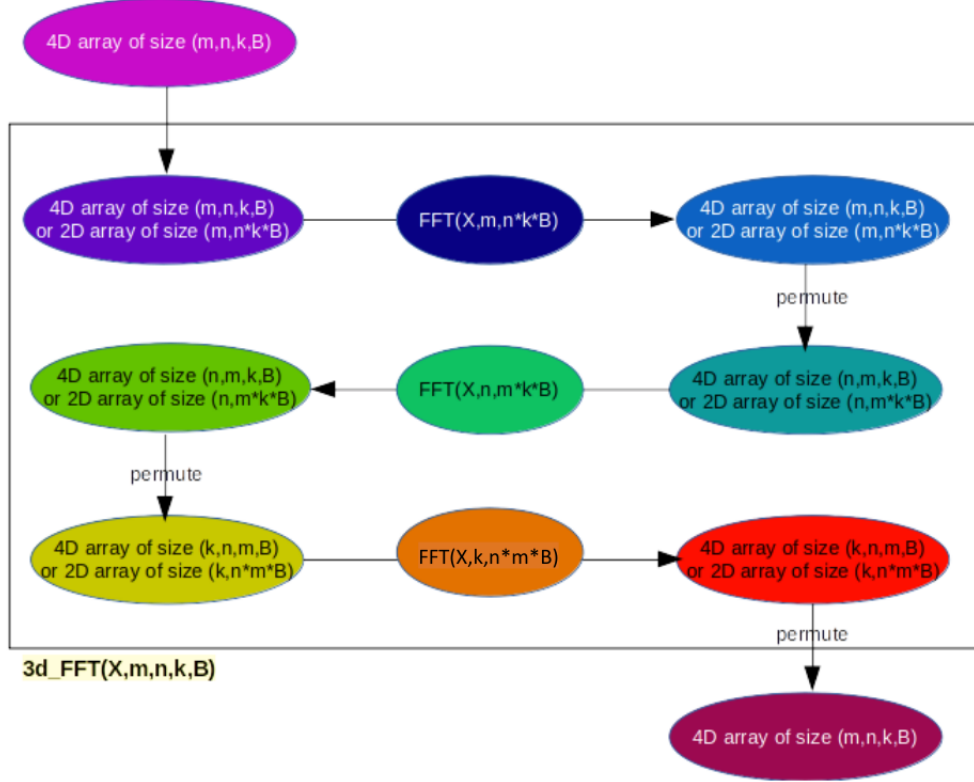 4D array of size (m,n,k,B)
4D array of size (m,n,k,B)
or 2D array of size (m,n*k*B)
FFT(X,m,n*k*B)
4D array of size (m,n,k,B)
or 2D array of size (m,n*k*B)
permute
4D array of size (n,m,k,B)
or 2D array of size (n,m*k*B)
FFT(X,n,m*k*B)
4D array of size (n,m,k,B)
or 2D array of size (n,m*k*B)
permute
4D array of size (k,n,m,B)
or 2D array of size (k,n*m*B)
FFT(X,k,n*m*B)
4D array of size (k,n,m,B)
or 2D array of size (k,n*m*B)
permute
3d_FFT(X,m,n,k,B)
4D array of size (m,n,k,B)